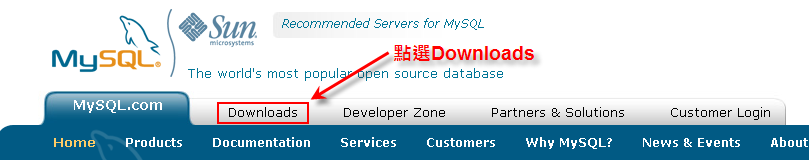 Sun
microsystems
Recommended Servers for MySQL
MySQL®
The world's most popular open source database
點選Downloads
MySQL.com
Downloads
Developer Zone
Partners & Solutions
Customer Login
Home Products Documentation Services Customers Why MySQL? News & Events Abou